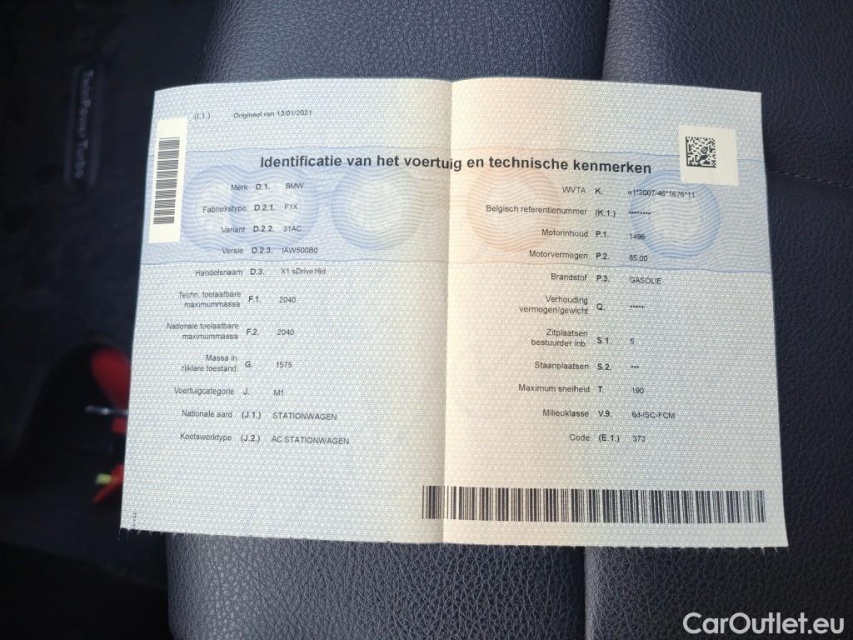 (I.1.) Origineel van 13/01/2021
Identificatie van het voertuig en technische kenmerken
Merk D.1. BMW
Fabriekstype D.2.1. F1X
Variant D.2.2. 31AC
Versie D.2.3. IAW50080
Handelsnaam D.3. X1 sDrive16d
Techn. toelaatbare
maximummassa F.1. 2040
Nationale toelaatbare
maximummassa F.2. 2040
Massa in
rijklare toestand G. 1575
Voertuigcategorie J. M1
Nationale aard (J.1.) STATIONWAGEN
Koetswerktype (J.2.) AC STATIONWAGEN
WVTA K. e1*2007/46*1676*11
Belgisch referentienummer (K.1.) --------
Motorinhoud P.1. 1496
Motorvermogen P.2. 85,00
Brandstof P.3. GASOLIE
Verhouding
vermogen/gewicht Q. -----
Zitplaatsen
bestuurder inb. S.1. 5
Staanplaatsen S.2. ---
Maximum snelheid T. 190
Milieuklasse V.9. 6d-ISC-FCM
Code (E.1.) 373
TwinPower Turbo
CarOutlet.eu